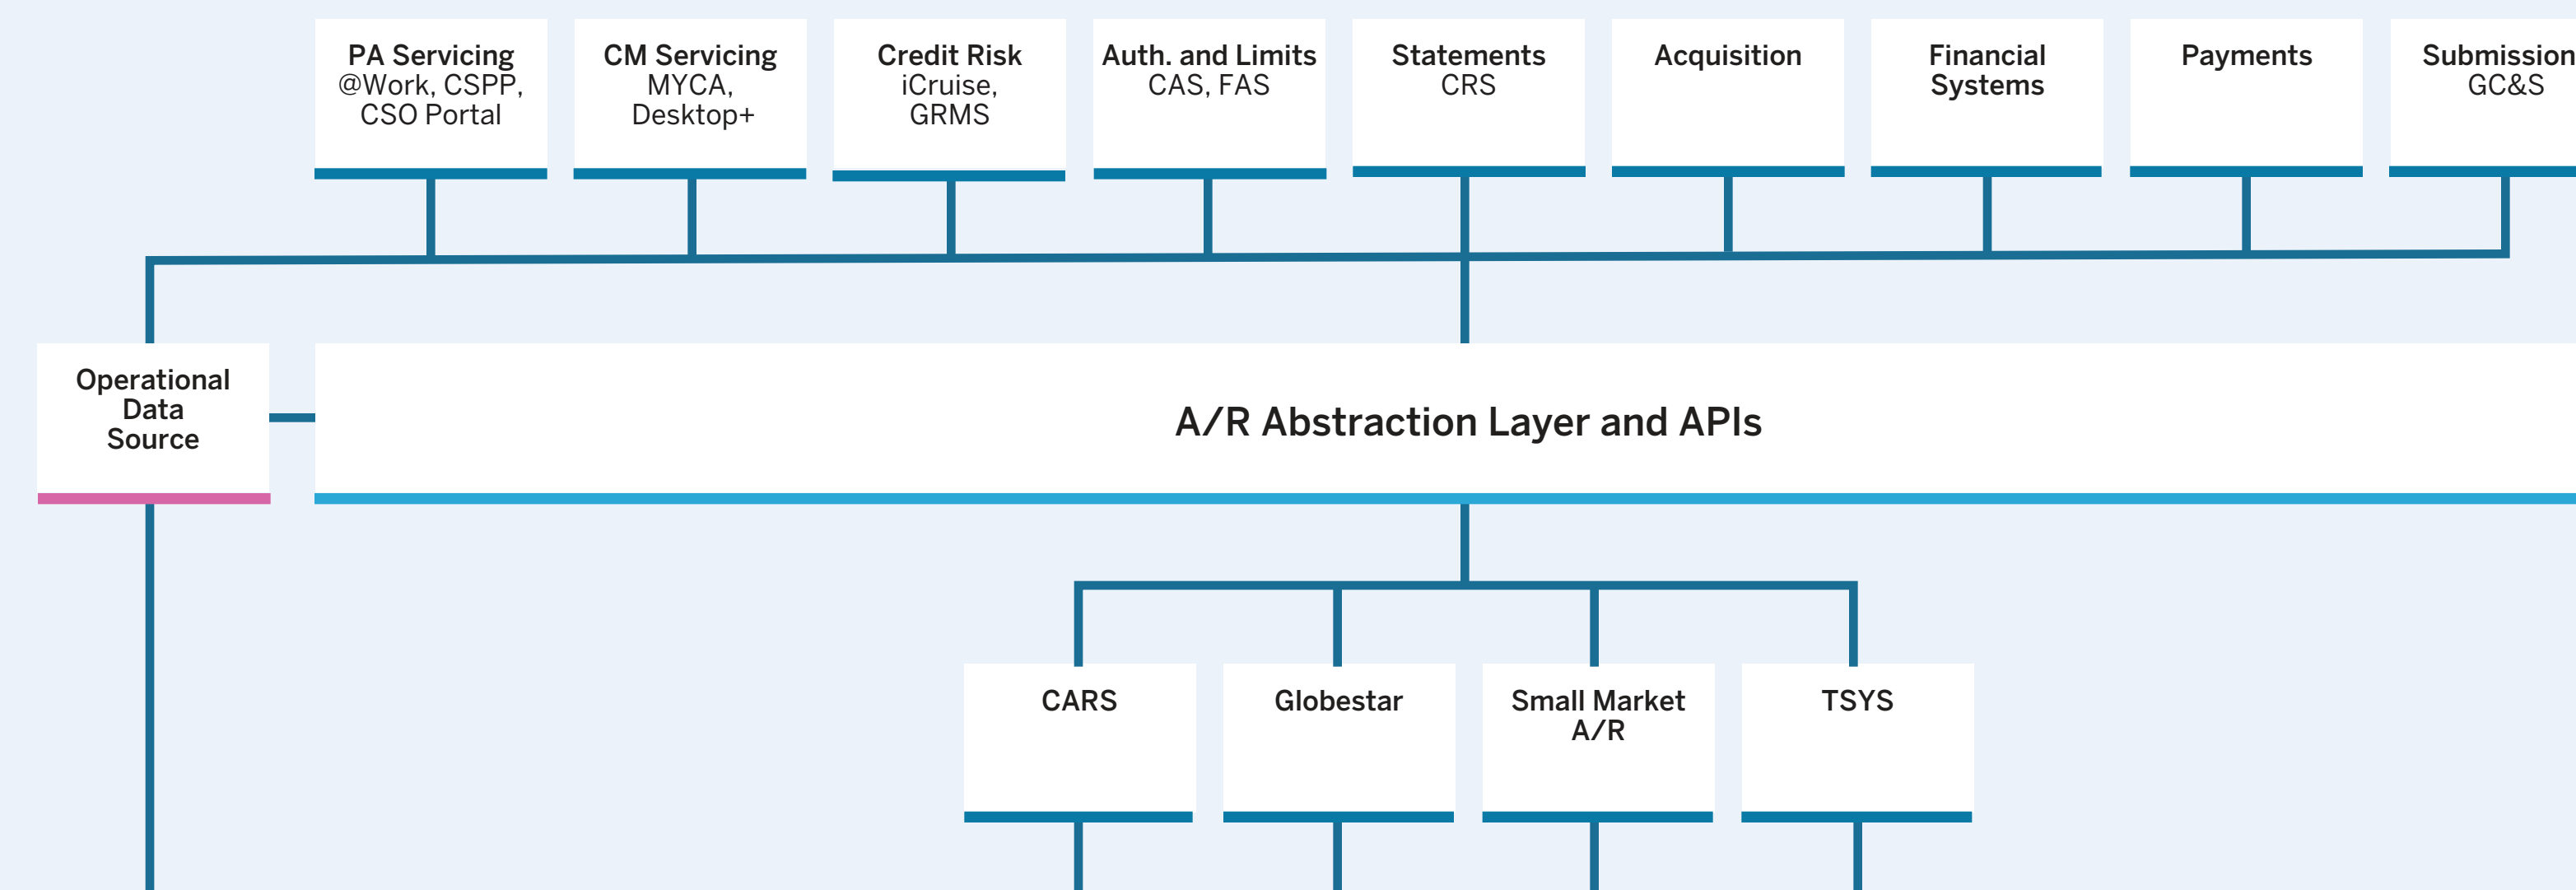 PA Servicing
@Work, CSPP,
CSO Portal
CM Servicing
MYCA,
Desktop+
Credit Risk
iCruise,
GRMS
Auth. and Limits
CAS, FAS
Statements
CRS
Acquisition
Financial
Systems
Payments
Submission
GC&S
Operational
Data
Source
A/R Abstraction Layer and APIs
CARS
Globestar
Small Market
A/R
TSYS